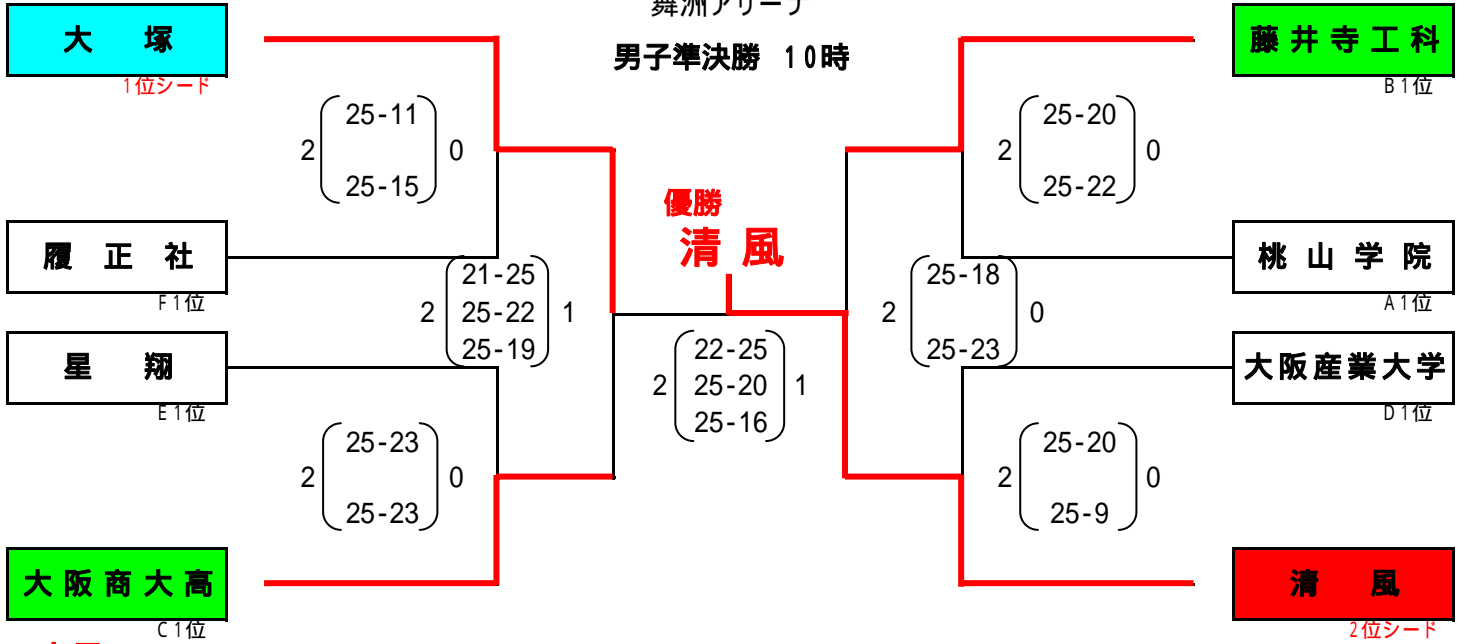 舞洲アリーナ
男子準決勝 10時
大塚
1位シード
2 25-11 0
25-15
履正社
F1位
2 21-25 1
25-22
25-19
星翔
E1位
2 25-23 0
25-23
大阪商大高
C1位
優勝
清風
2 22-25 1
25-20
25-16
藤井寺工科
B1位
2 25-20 0
25-22
桃山学院
A1位
2 25-18 0
25-23
大阪産業大学
D1位
2 25-20 0
25-9
清風
2位シード